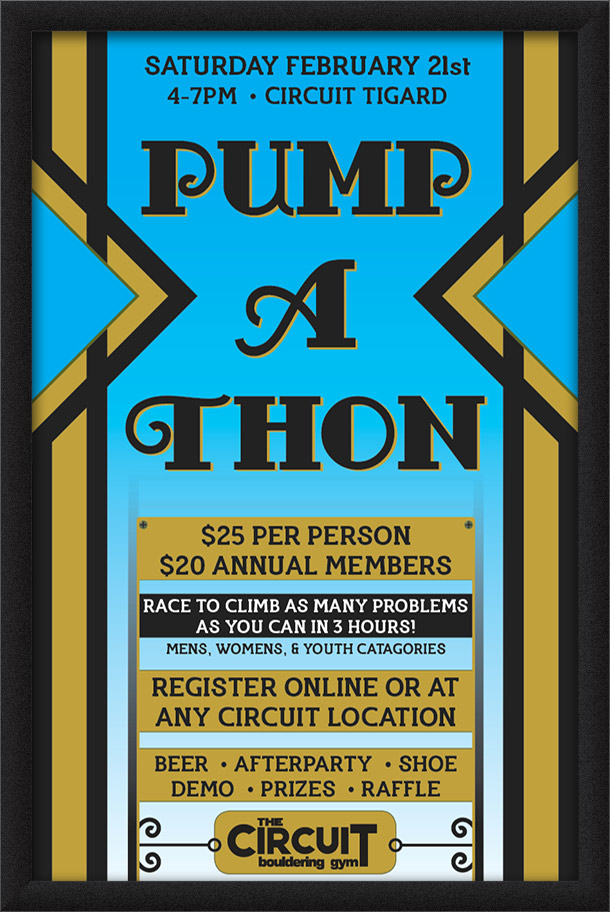 SATURDAY FEBRUARY 21st
4-7PM • CIRCUIT TIGARD
PUMP
A
THON
$25 PER PERSON
$20 ANNUAL MEMBERS
RACE TO CLIMB AS MANY PROBLEMS
AS YOU CAN IN 3 HOURS!
MENS, WOMENS, & YOUTH CATAGORIES
REGISTER ONLINE OR AT
ANY CIRCUIT LOCATION
BEER • AFTERPARTY • SHOE
DEMO • PRIZES • RAFFLE
THE
CIRCUIT
bouldering gym